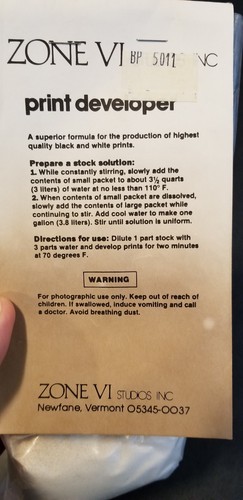 ZONE VI BP 5011 NC
print developer
A superior formula for the production of highest
quality black and white prints.
Prepare a stock solution:
1. While constantly stirring, slowly add the
contents of small packet to about 3½ quarts
(3 liters) of water at no less than 110° F.
2. When contents of small packet are dissolved,
slowly add the contents of large packet while
continuing to stir. Add cool water to make one
gallon (3.8 liters). Stir until solution is uniform.
Directions for use: Dilute 1 part stock with
3 parts water and develop prints for two minutes
at 70 degrees F.
WARNING
For photographic use only. Keep out of reach of
children. If swallowed, induce vomiting and call
a doctor. Avoid breathing dust.
ZONE VI STUDIOS INC
Newfane, Vermont 05345-0037